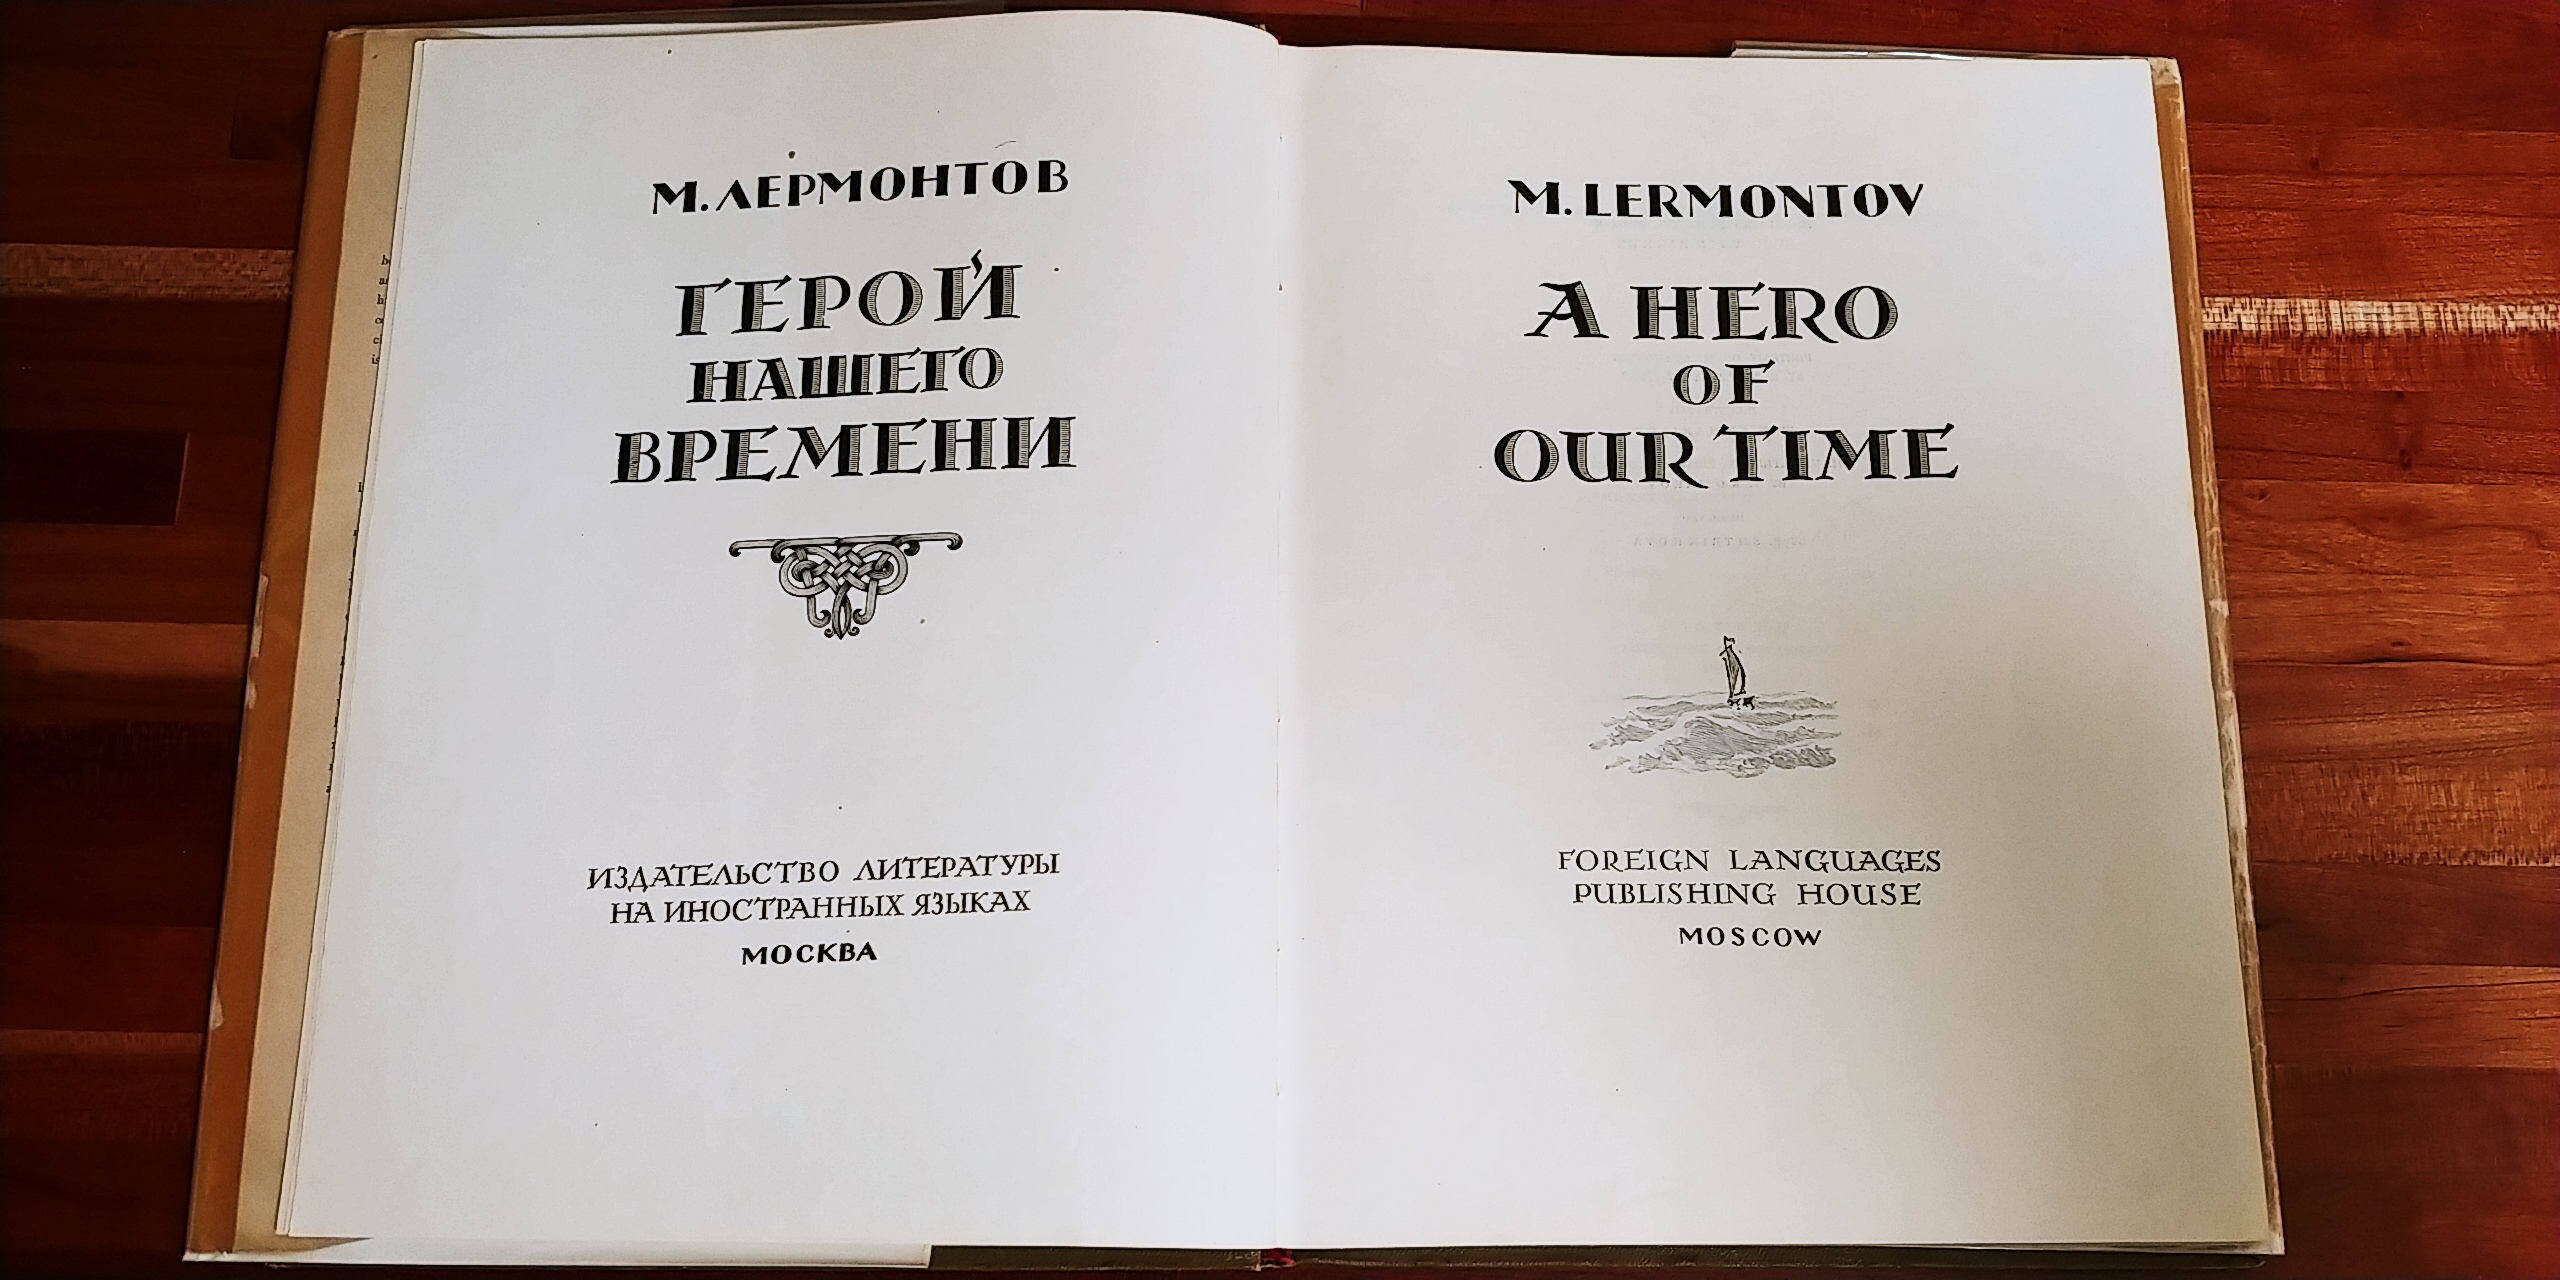 М. ЛЕРМОНТОВ
ГЕРОЙ
НАШЕГО
ВРЕМЕНИ
ИЗДАТЕЛЬСТВО ЛИТЕРАТУРЫ
НА ИНОСТРАННЫХ ЯЗЫКАХ
МОСКВА
M. LERMONTOV
A HERO
OF
OUR TIME
FOREIGN LANGUAGES
PUBLISHING HOUSE
MOSCOW